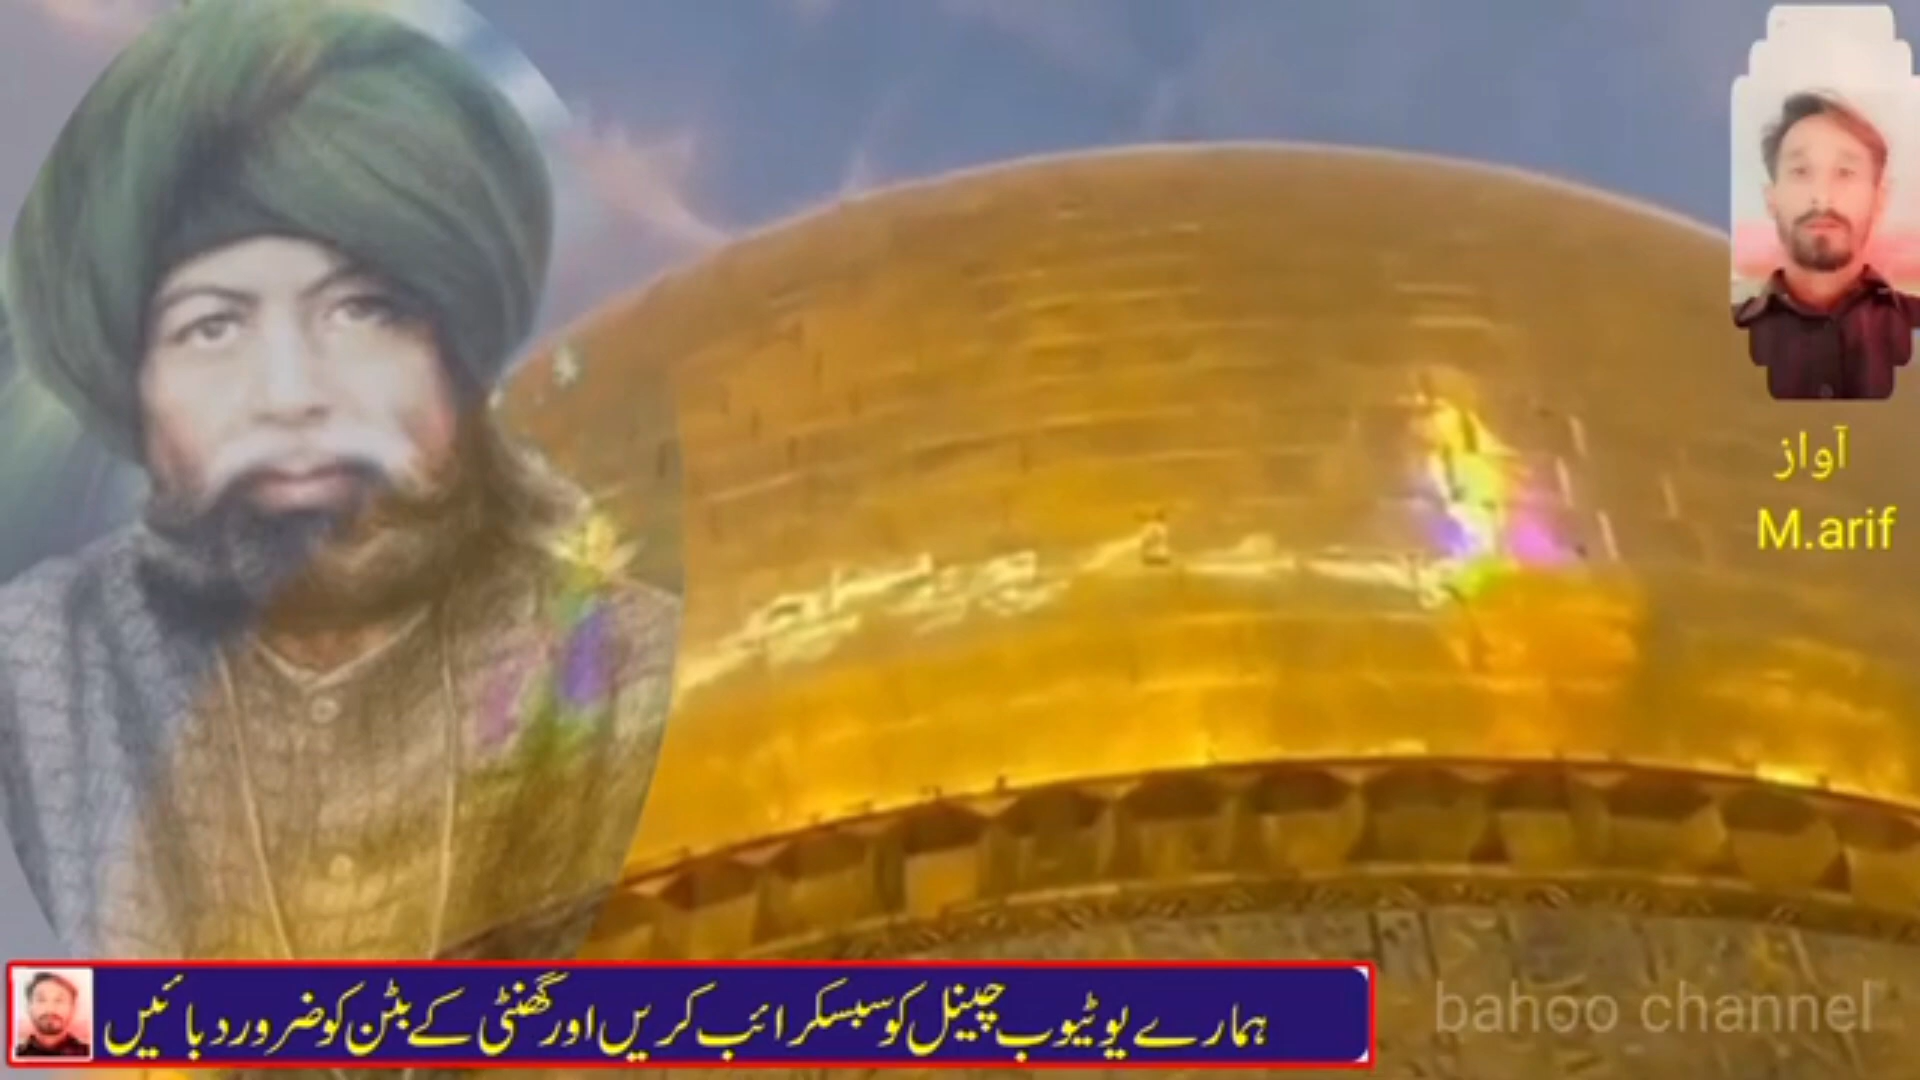 آواز
M.arif
ہمارے یوٹیوب چینل کو سبسکرائب کریں اور گھنٹی کے بٹن کو ضرور دبائیں
bahoo channel